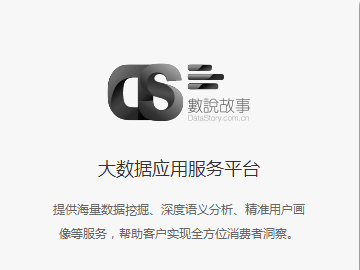 DS
數說故事
DataStory.com.cn
大数据应用服务平台
提供海量数据挖掘、深度语义分析、精准用户画
像等服务，帮助客户实现全方位消费者洞察。